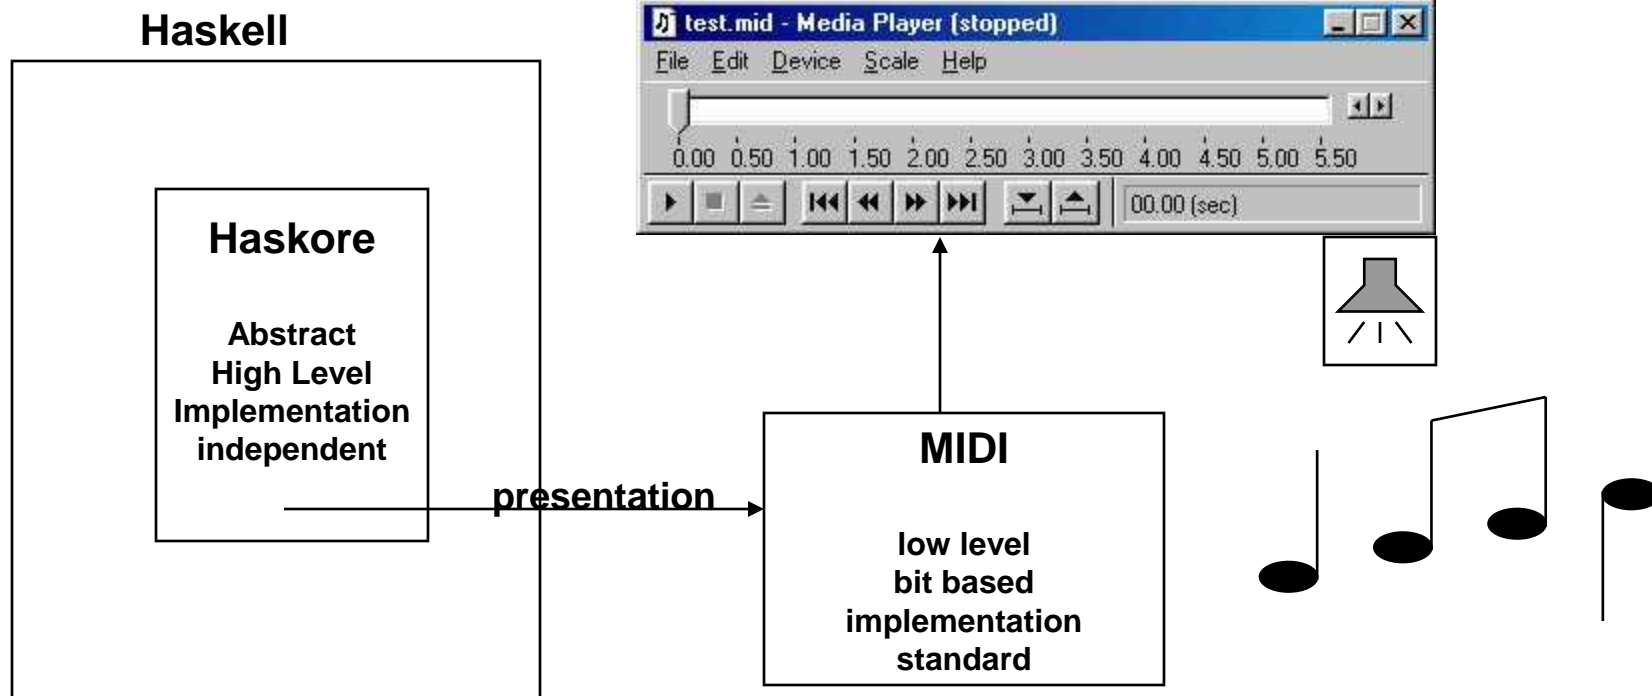 Haskell
Haskore
Abstract
High Level
Implementation
independent
presentation
test.mid - Media Player (stopped)
File Edit Device Scale Help
0.00 0.50 1.00 1.50 2.00 2.50 3.00 3.50 4.00 4.50 5.00 5.50
00.00 (sec)
MIDI
low level
bit based
implementation
standard